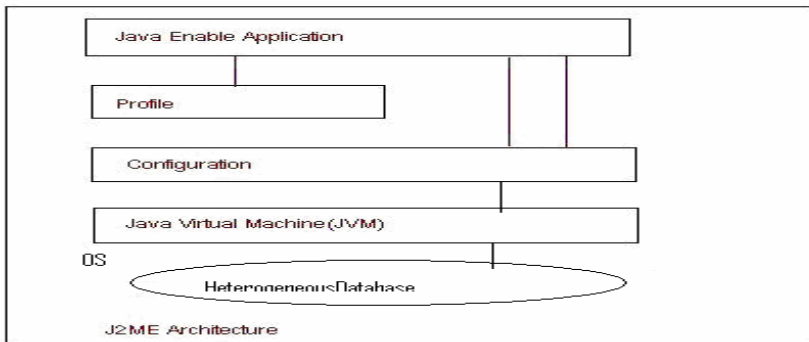 Java Enable Application
Profile
Configuration
Java Virtual Machine(JVM)
OS
HeterogeneousDatabase
J2ME Architecture